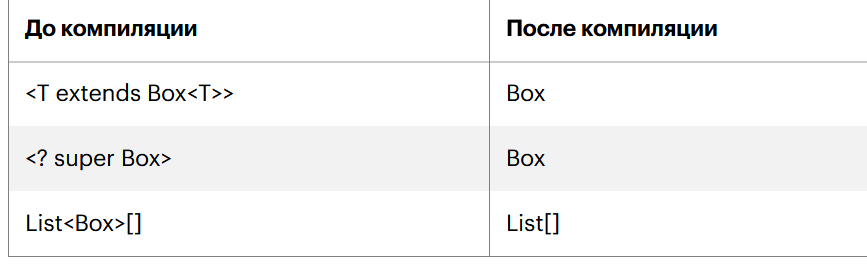 До компиляции
После компиляции
<T extends Box<T>>
Box
<? super Box>
Box
List<Box>[]
List[]